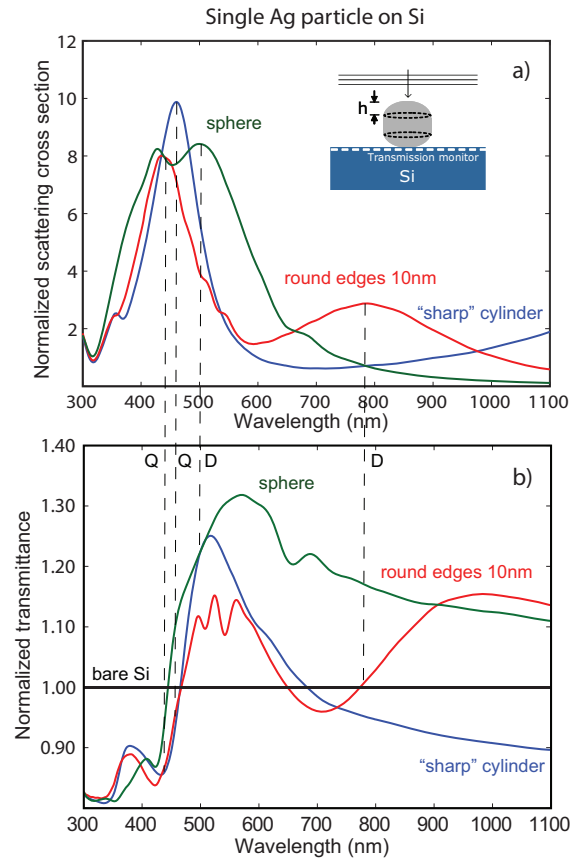 Single Ag particle on Si
12
10
8
6
4
2
Normalized scattering cross section
a)
h
Transmission monitor
Si
sphere
round edges 10nm
“sharp” cylinder
300 400 500 600 700 800 900 1000 1100
Wavelength (nm)
1.40
1.30
1.20
1.10
1.00
0.90
Normalized transmittance
Q Q D D
b)
sphere
round edges 10nm
bare Si
“sharp” cylinder
300 400 500 600 700 800 900 1000 1100
Wavelength (nm)